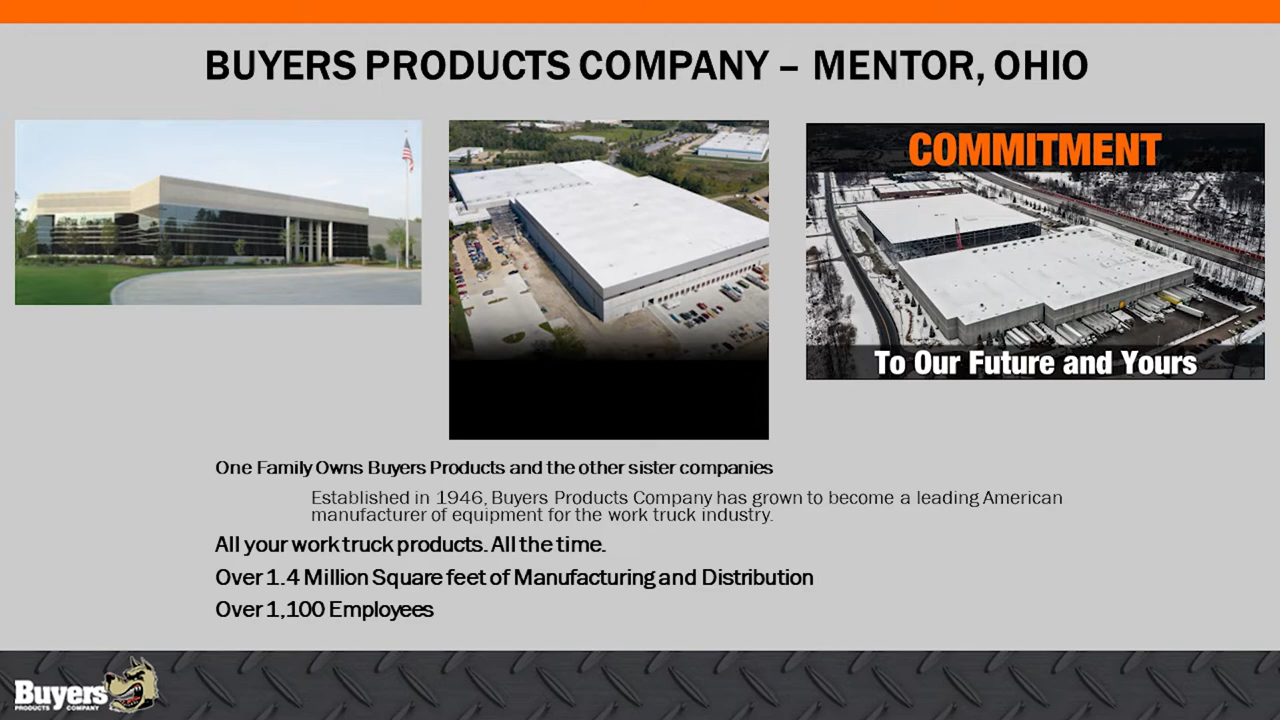 BUYERS PRODUCTS COMPANY – MENTOR, OHIO
COMMITMENT
To Our Future and Yours
One Family Owns Buyers Products and the other sister companies
Established in 1946, Buyers Products Company has grown to become a leading American
manufacturer of equipment for the work truck industry.
All your work truck products. All the time.
Over 1.4 Million Square feet of Manufacturing and Distribution
Over 1,100 Employees
Buyers
PRODUCTS COMPANY